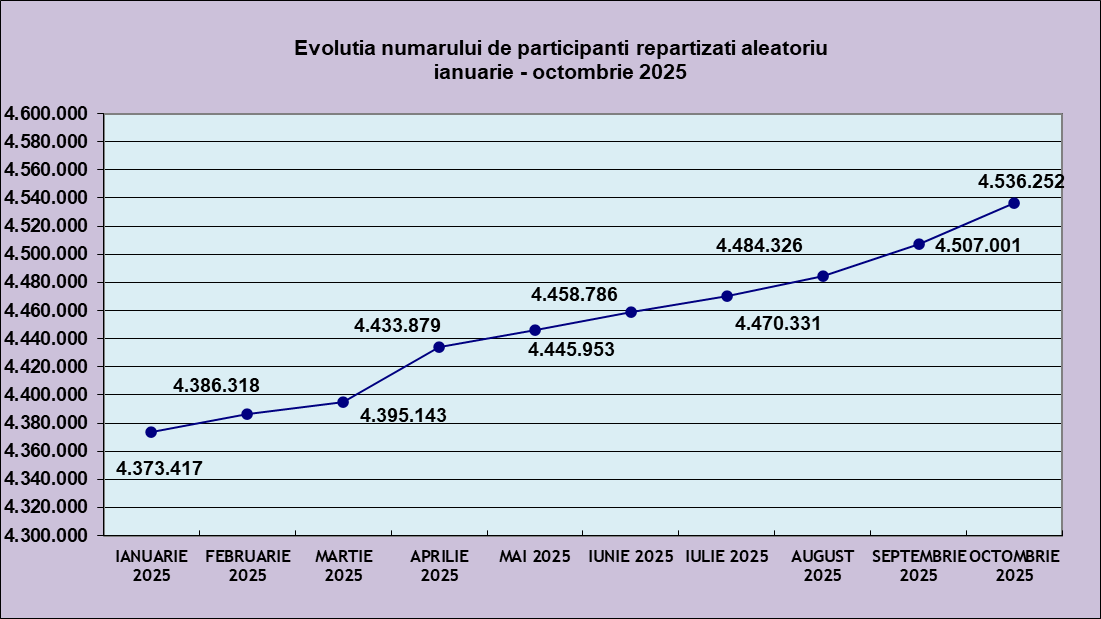 Evolutia numarului de participanti repartizati aleatoriu
ianuarie - octombrie 2025
4.600.000
4.580.000
4.560.000
4.540.000
4.520.000
4.500.000
4.480.000
4.460.000
4.440.000
4.420.000
4.400.000
4.380.000
4.360.000
4.340.000
4.320.000
4.300.000
4.373.417
4.386.318
4.395.143
4.433.879
4.445.953
4.458.786
4.470.331
4.484.326
4.507.001
4.536.252
IANUARIE
2025
FEBRUARIE
2025
MARTIE
2025
APRILIE
2025
MAI 2025
IUNIE 2025
IULIE 2025
AUGUST
2025
SEPTEMBRIE
2025
OCTOMBRIE
2025